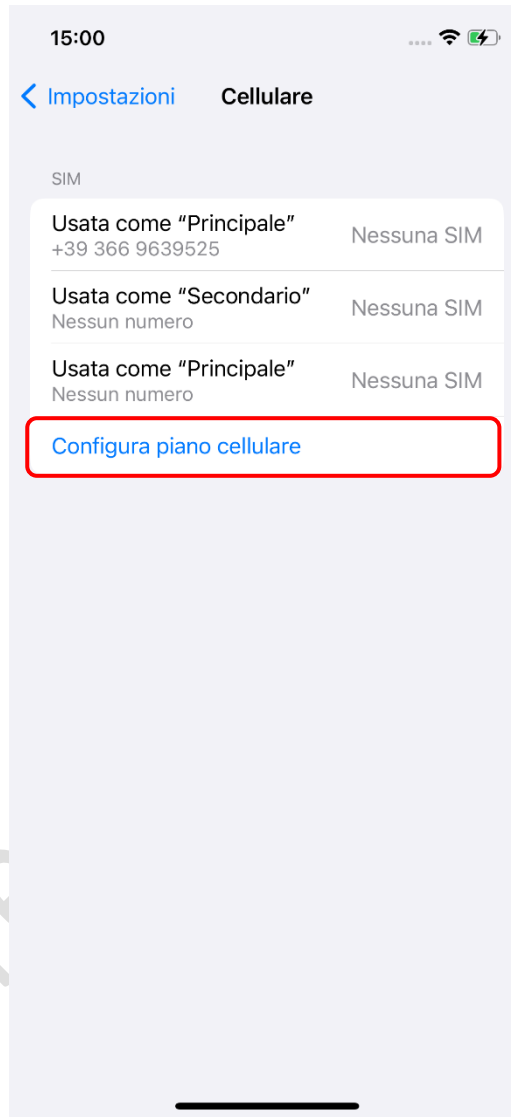 15:00
Impostazioni Cellulare
SIM
Usata come “Principale” Nessuna SIM
+39 366 9639525
Usata come “Secondario” Nessuna SIM
Nessun numero
Usata come “Principale” Nessuna SIM
Nessun numero
Configura piano cellulare